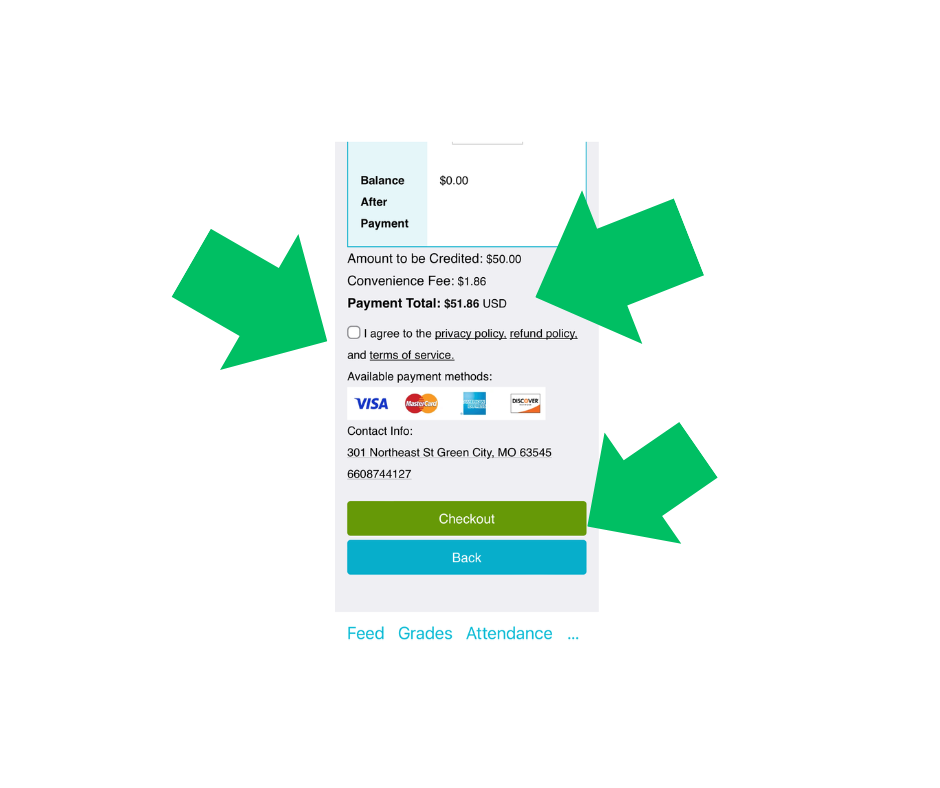 Balance $0.00
After
Payment
Amount to be Credited: $50.00
Convenience Fee: $1.86
Payment Total: $51.86 USD
I agree to the privacy policy, refund policy,
and terms of service.
Available payment methods:
VISA MasterCard DISCOVER
Contact Info:
301 Northeast St Green City, MO 63545
6608744127
Checkout
Back
Feed Grades Attendance ...